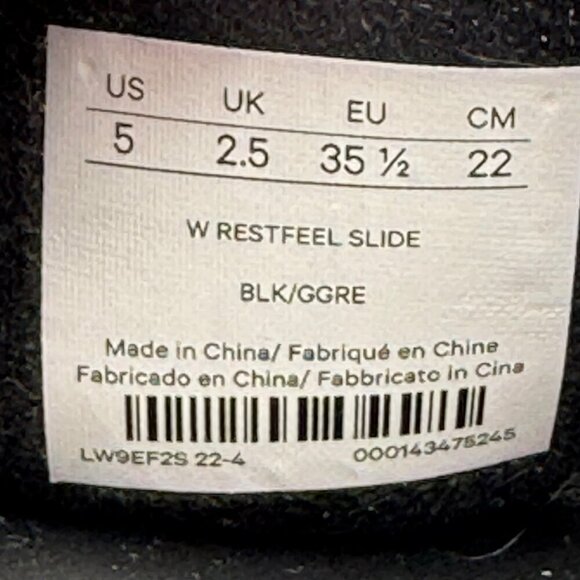 US UK EU CM
5 2.5 35 ½ 22
W RESTFEEL SLIDE
BLK/GGRE
Made in China/ Fabriqué en Chine
Fabricado en China/ Fabbricato in Cina
LW9EF2S 22-4 000143475245